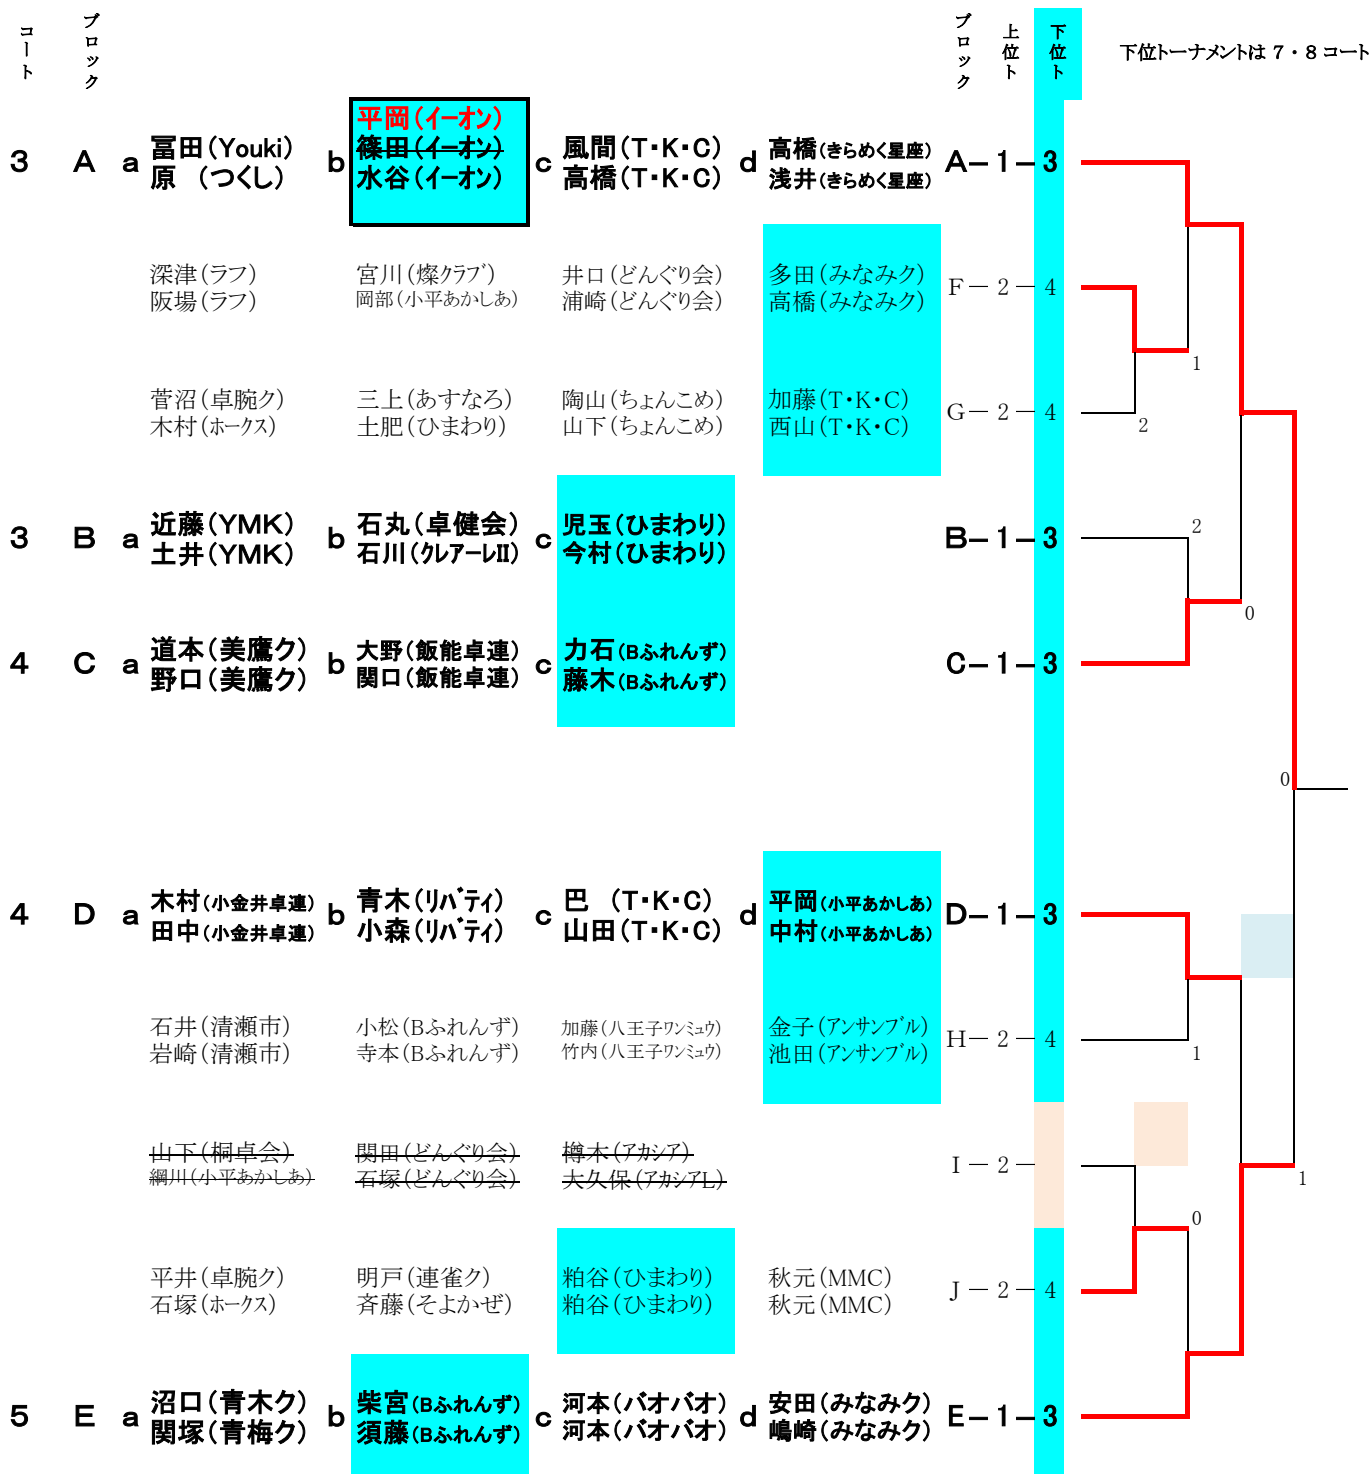 コート ブロック ブロック 上位ト 下位ト 下位トーナメントは 7・8 コート
平岡(イーオン)
冨田(Youki) 篠田(イーオン) 風間(T・K・C) 高橋(きらめく星座)
3 A a b c d A－1－3
原 (つくし) 水谷(イーオン) 高橋(T・K・C) 浅井(きらめく星座)
深津(ラフ) 宮川(燦クラブ) 井口(どんぐり会) 多田(みなみク)
F－2－4
阪場(ラフ) 岡部(小平あかしあ) 浦崎(どんぐり会) 高橋(みなみク)
1
菅沼(卓腕ク) 三上(あすなろ) 陶山(ちょんこめ) 加藤(T・K・C)
G－2－4
木村(ホークス) 土肥(ひまわり) 山下(ちょんこめ) 西山(T・K・C)
2
近藤(YMK) 石丸(卓健会) 児玉(ひまわり)
3 B a b c B－1－3 2
土井(YMK) 石川(クレアーレⅡ) 今村(ひまわり)
0
道本(美鷹ク) 大野(飯能卓連) 力石(Bふれんず)
4 C a b c C－1－3
野口(美鷹ク) 関口(飯能卓連) 藤木(Bふれんず)
0
木村(小金井卓連) 青木(リバティ) 巴 (T・K・C) 平岡(小平あかしあ)
4 D a b c d D－1－3
田中(小金井卓連) 小森(リバティ) 山田(T・K・C) 中村(小平あかしあ)
石井(清瀬市) 小松(Bふれんず) 加藤(八王子ワンミュウ) 金子(アンサンブル)
H－2－4
岩崎(清瀬市) 寺本(Bふれんず) 竹内(八王子ワンミュウ) 池田(アンサンブル)
1
山下(桐卓会) 関田(どんぐり会) 樽木(アカシア)
I－2－
綱川(小平あかしあ) 石塚(どんぐり会) 大久保(アカシアL)
1
0
平井(卓腕ク) 明戸(連雀ク) 粕谷(ひまわり) 秋元(MMC)
J－2－4
石塚(ホークス) 斉藤(そよかぜ) 粕谷(ひまわり) 秋元(MMC)
沼口(青木ク) 柴宮(Bふれんず) 河本(バオバオ) 安田(みなみク)
5 E a b c d E－1－3
関塚(青梅ク) 須藤(Bふれんず) 河本(バオバオ) 嶋崎(みなみク)